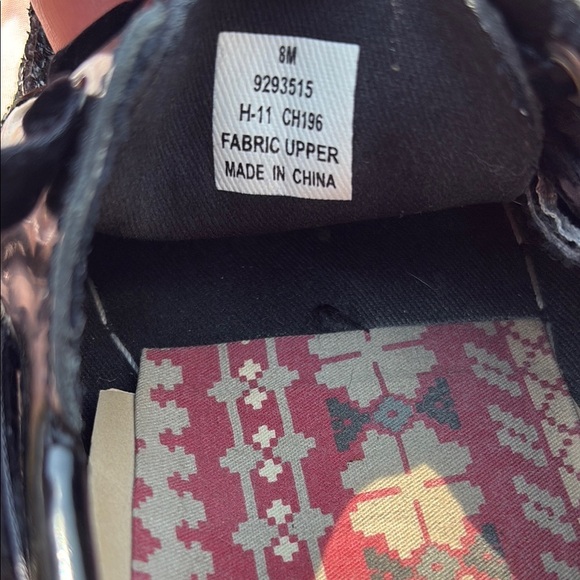 8M
9293515
H-11 CH196
FABRIC UPPER
MADE IN CHINA